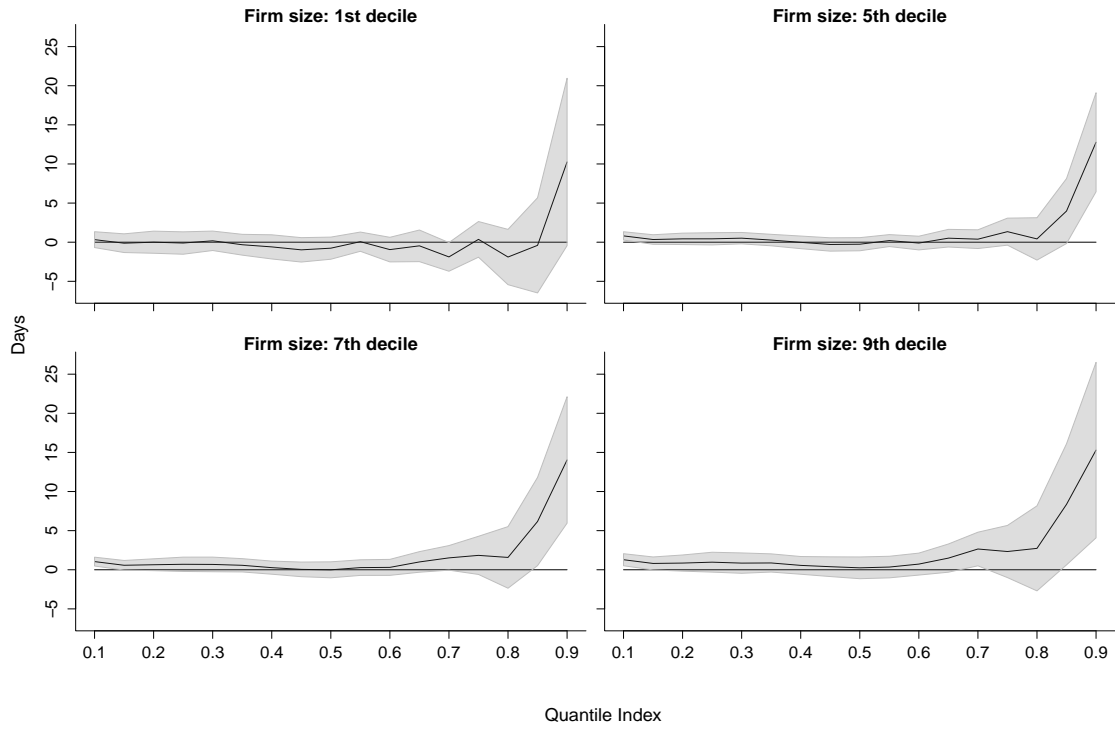 Firm size: 1st decile
Firm size: 5th decile
25
20
15
10
5
0
−5
Firm size: 7th decile
Firm size: 9th decile
25
20
15
10
5
0
−5
Days
0.1 0.2 0.3 0.4 0.5 0.6 0.7 0.8 0.9
0.1 0.2 0.3 0.4 0.5 0.6 0.7 0.8 0.9
Quantile Index